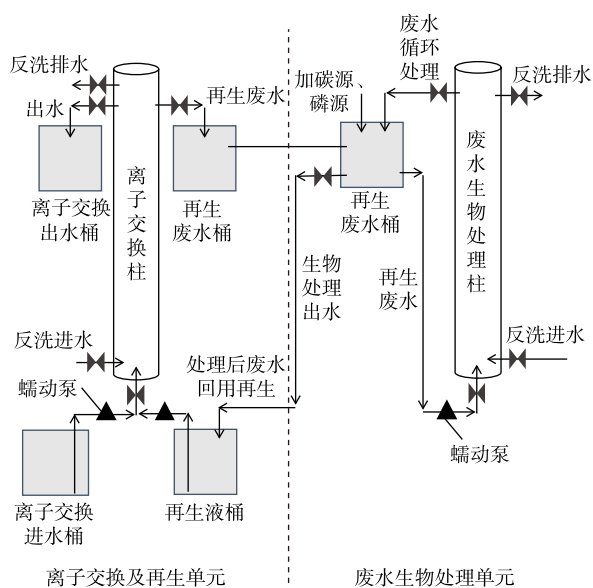 废水
循环
处理
反洗排水
反洗排水
加碳源、
磷源
出水
再生废水
离子交换柱
废水生物处理柱
离子交换
出水桶
再生
废水桶
再生
废水桶
生物
处理
出水
再生
废水
反洗进水
反洗进水
处理后废水
回用再生
蠕动泵
蠕动泵
离子交换
进水桶
再生液桶
离子交换及再生单元
废水生物处理单元